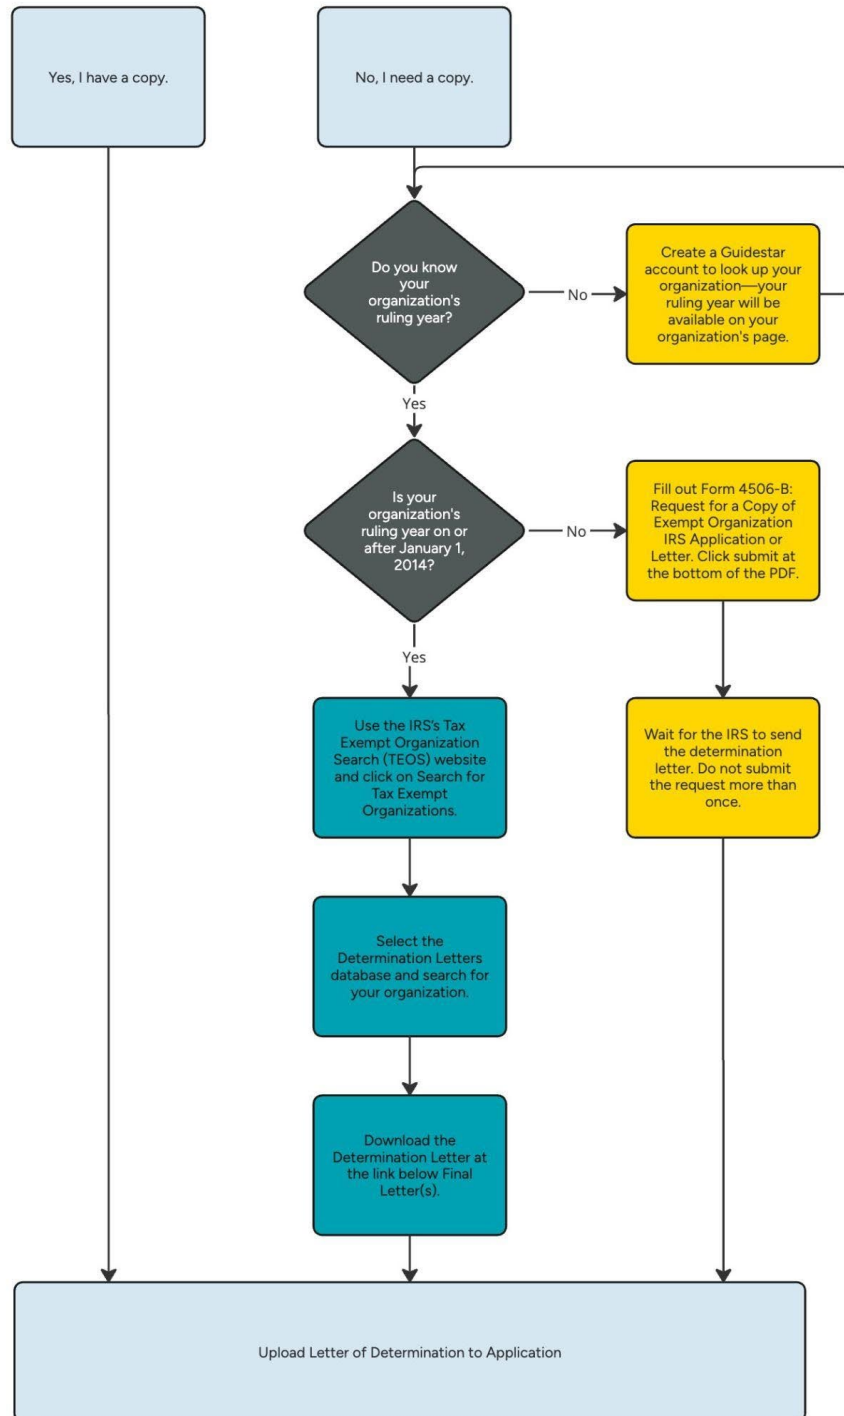 Yes, I have a copy.
No, I need a copy.
Do you know
your
organization's
ruling year?
No
Create a Guidestar
account to look up your
organization—your
ruling year will be
available on your
organization's page.
Yes
Is your
organization's
ruling year on or
after January 1,
2014?
No
Fill out Form 4506-B:
Request for a Copy of
Exempt Organization
IRS Application or
Letter. Click submit at
the bottom of the PDF.
Yes
Use the IRS's Tax
Exempt Organization
Search (TEOS) website
and click on Search for
Tax Exempt
Organizations.
Wait for the IRS to send
the determination
letter. Do not submit
the request more than
once.
Select the
Determination Letters
database and search for
your organization.
Download the
Determination Letter at
the link below Final
Letter(s).
Upload Letter of Determination to Application